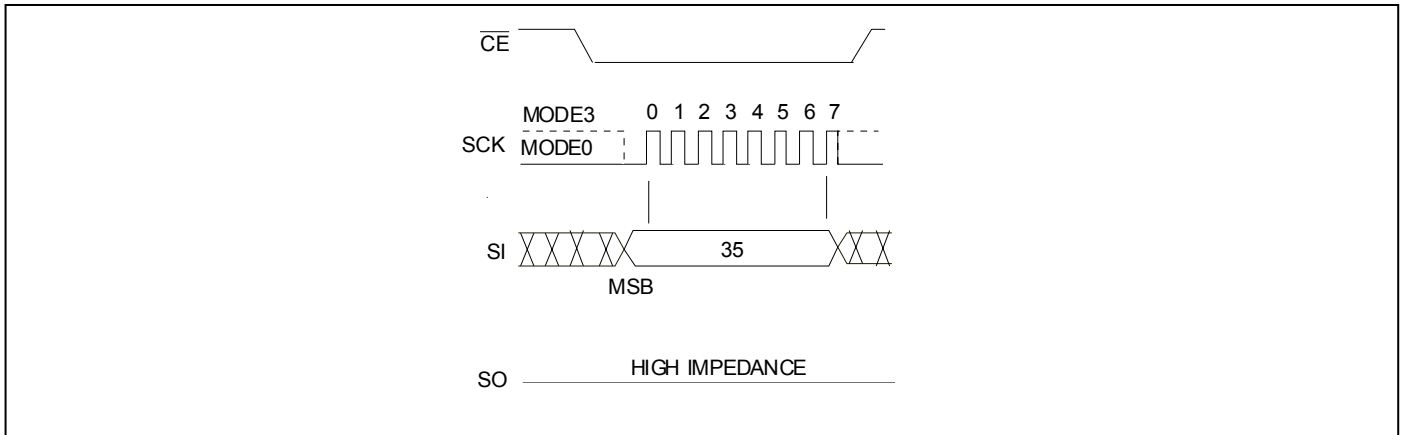 CE
MODE3 0 1 2 3 4 5 6 7
SCK MODE0
SI 35
MSB
SO HIGH IMPEDANCE